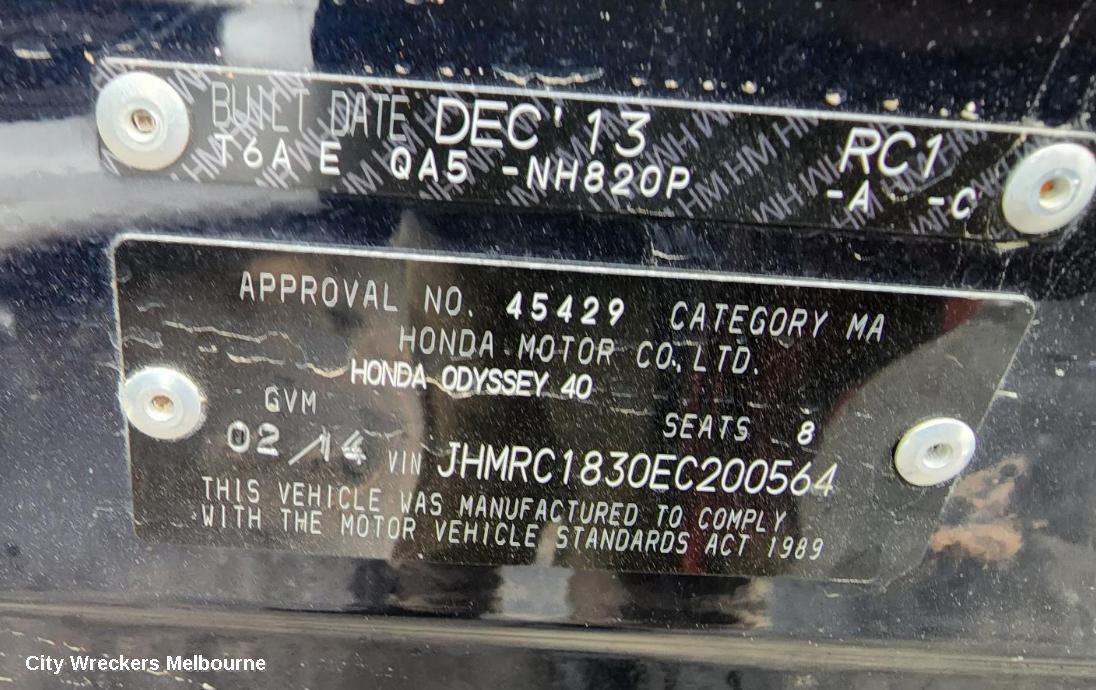 BUILT DATE DEC'13 RC1
T6A E QA5 -NH820P -A -C
APPROVAL NO. 45429 CATEGORY MA
HONDA MOTOR CO., LTD.
HONDA ODYSSEY 40
GVM SEATS 8
02/14 VIN JHMRC1830EC200564
THIS VEHICLE WAS MANUFACTURED TO COMPLY
WITH THE MOTOR VEHICLE STANDARDS ACT 1989
City Wreckers Melbourne